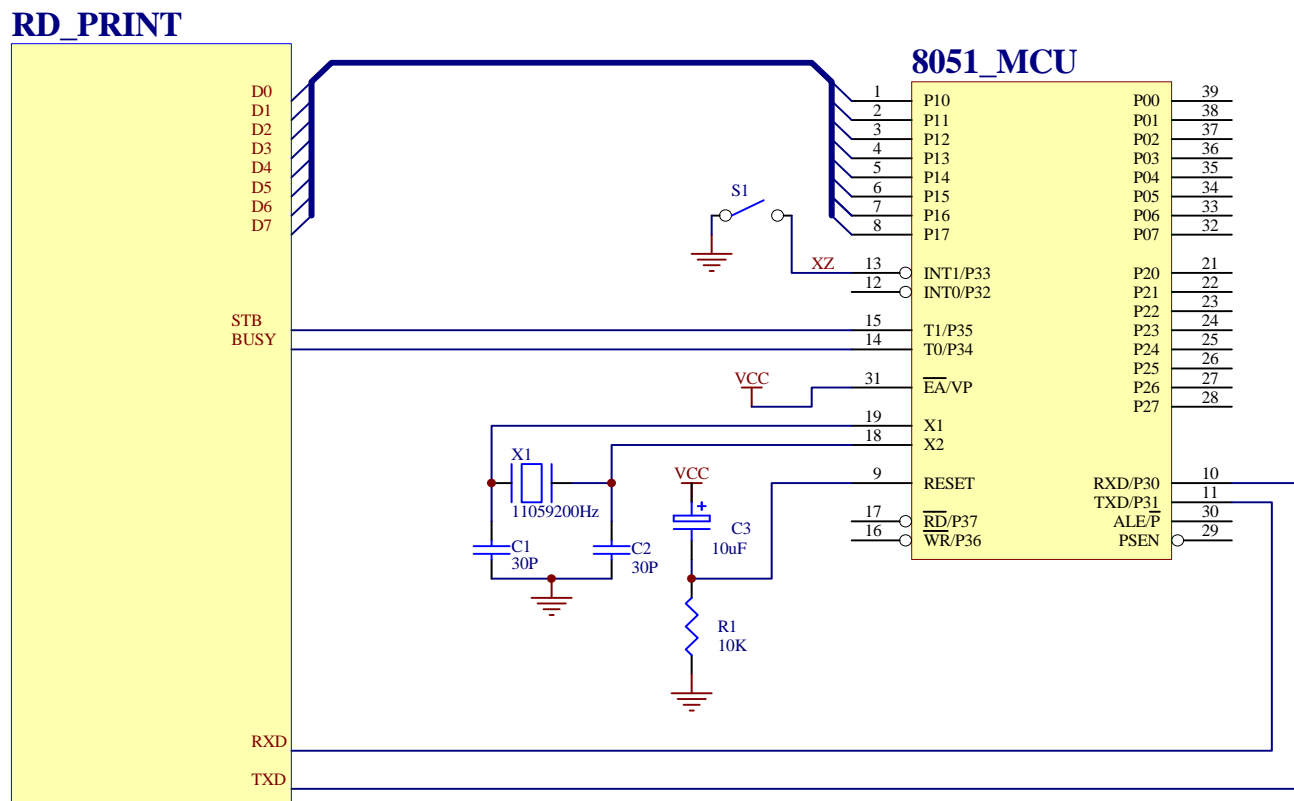 RD_PRINT
D0
D1
D2
D3
D4
D5
D6
D7
STB
BUSY
RXD
TXD
S1
XZ
VCC
X1
11059200Hz
C1
30P
C2
30P
VCC
C3
10uF
R1
10K
8051_MCU
1 P10
2 P11
3 P12
4 P13
5 P14
6 P15
7 P16
8 P17
13 INT1/P33
12 INT0/P32
15 T1/P35
14 T0/P34
31 EA/VP
19 X1
18 X2
9 RESET
17 RD/P37
16 WR/P36
P00 39
P01 38
P02 37
P03 36
P04 35
P05 34
P06 33
P07 32
P20 21
P21 22
P22 23
P23 24
P24 25
P25 26
P26 27
P27 28
RXD/P30 10
TXD/P31 11
ALE/P 30
PSEN 29